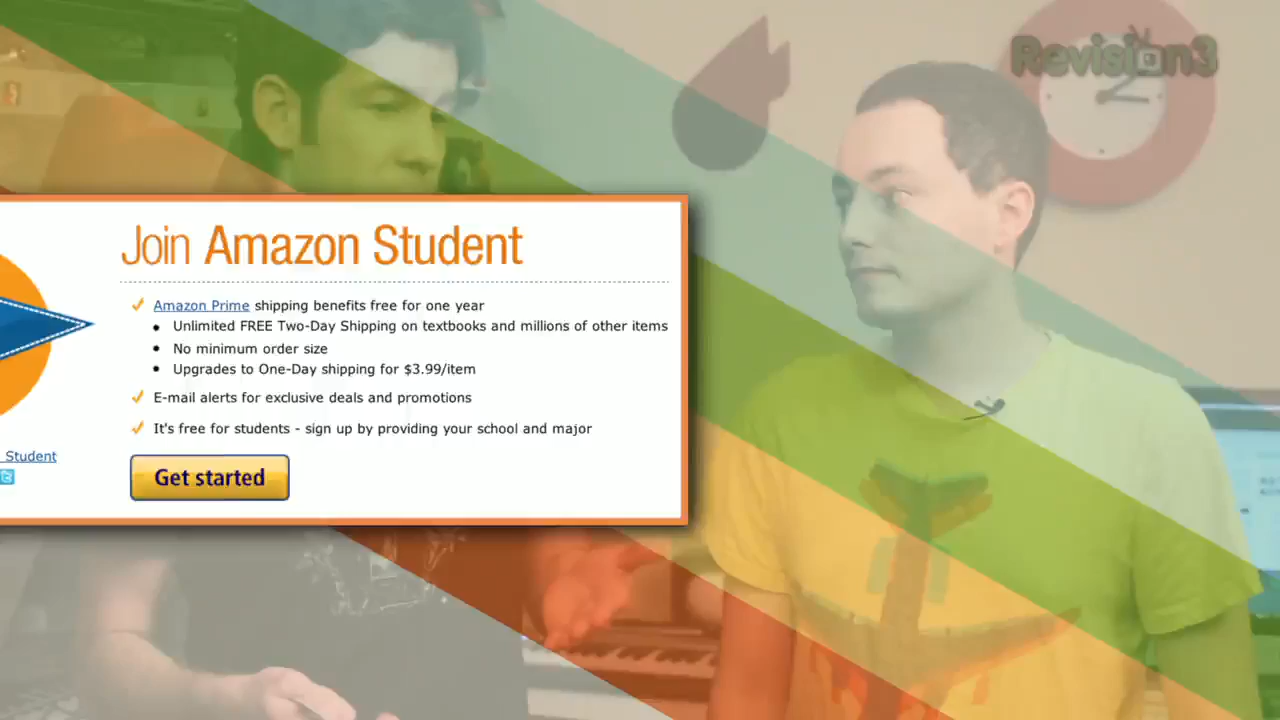 Revision3
Join Amazon Student
Amazon Prime shipping benefits free for one year
Unlimited FREE Two-Day Shipping on textbooks and millions of other items
No minimum order size
Upgrades to One-Day shipping for $3.99/item
E-mail alerts for exclusive deals and promotions
It's free for students - sign up by providing your school and major
Student
Get started